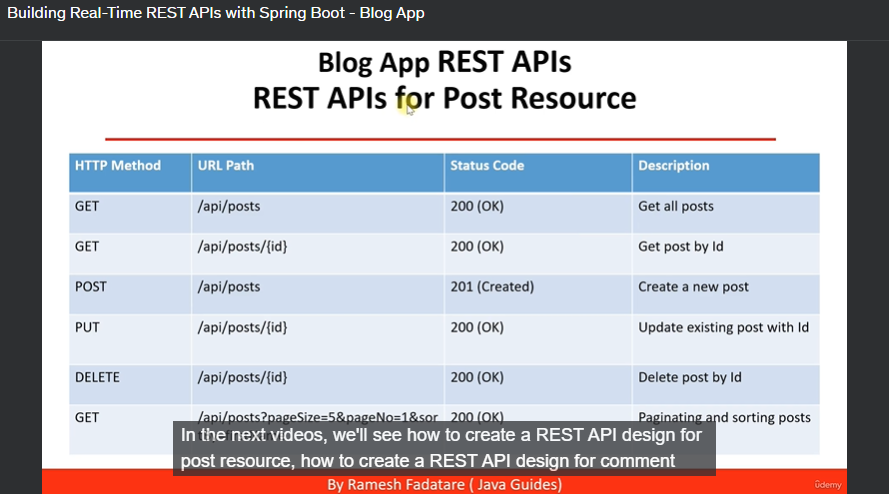 Building Real-Time REST APIs with Spring Boot - Blog App
Blog App REST APIs
REST APIs for Post Resource
HTTP Method URL Path Status Code Description
GET /api/posts 200 (OK) Get all posts
GET /api/posts/{id} 200 (OK) Get post by Id
POST /api/posts 201 (Created) Create a new post
PUT /api/posts/{id} 200 (OK) Update existing post with Id
DELETE /api/posts/{id} 200 (OK) Delete post by Id
GET /api/posts?pageSize=5&pageNo=1&sor 200 (OK) Paginating and sorting posts
In the next videos, we'll see how to create a REST API design for
post resource, how to create a REST API design for comment
By Ramesh Fadatare ( Java Guides)
ûdemy